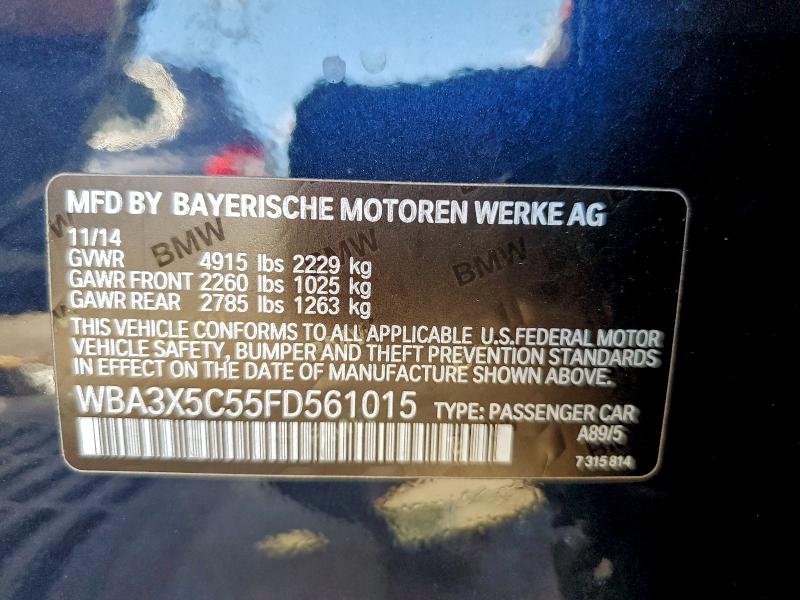 MFD BY BAYERISCHE MOTOREN WERKE AG
11/14
GVWR 4915 lbs 2229 kg
GAWR FRONT 2260 lbs 1025 kg
GAWR REAR 2785 lbs 1263 kg
THIS VEHICLE CONFORMS TO ALL APPLICABLE U.S.FEDERAL MOTOR
VEHICLE SAFETY, BUMPER AND THEFT PREVENTION STANDARDS
IN EFFECT ON THE DATE OF MANUFACTURE SHOWN ABOVE.
WBA3X5C55FD561015 TYPE: PASSENGER CAR
A89/5
7 315 814
BMW
BMW
BMW